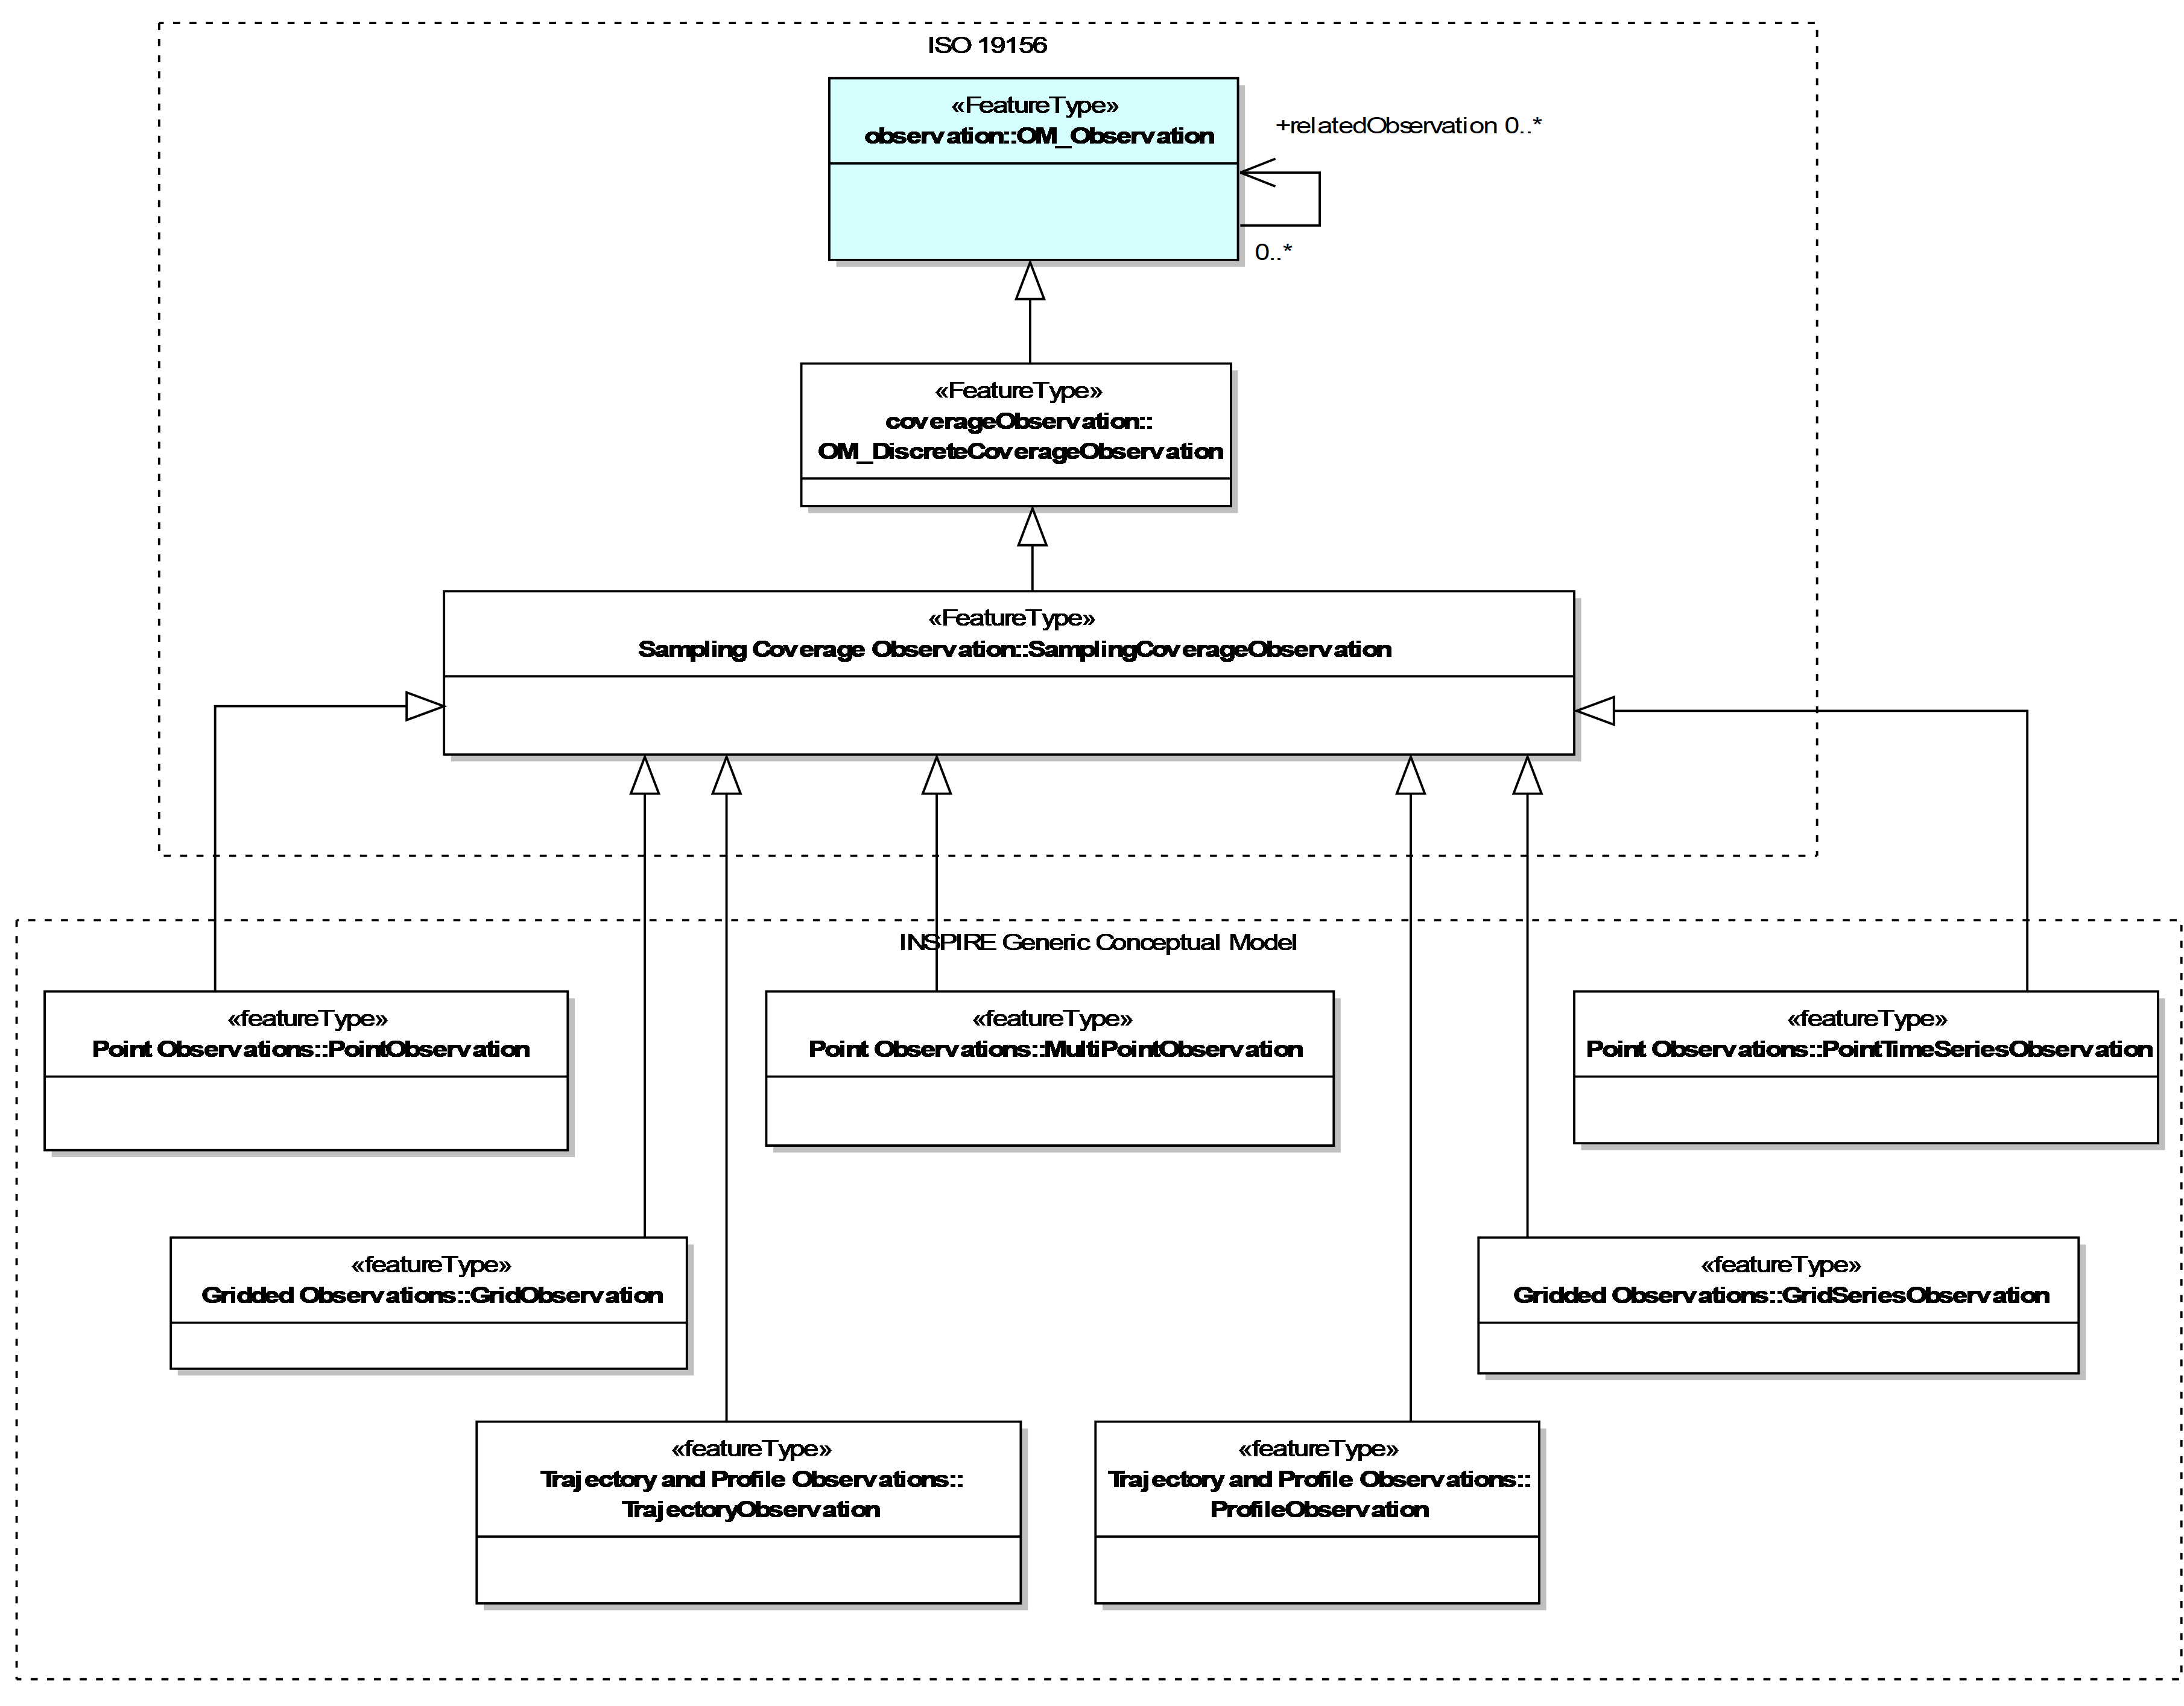 ISO 19156
«FeatureType»
observation::OM_Observation
+relatedObservation 0..*
0..*
«FeatureType»
coverageObservation::
OM_DiscreteCoverageObservation
«FeatureType»
Sampling Coverage Observation::SamplingCoverageObservation
INSPIRE Generic Conceptual Model
«featureType»
Point Observations::PointObservation
«featureType»
Point Observations::MultiPointObservation
«featureType»
Point Observations::PointTimeSeriesObservation
«featureType»
Gridded Observations::GridObservation
«featureType»
Gridded Observations::GridSeriesObservation
«featureType»
Trajectory and Profile Observations::
TrajectoryObservation
«featureType»
Trajectory and Profile Observations::
ProfileObservation